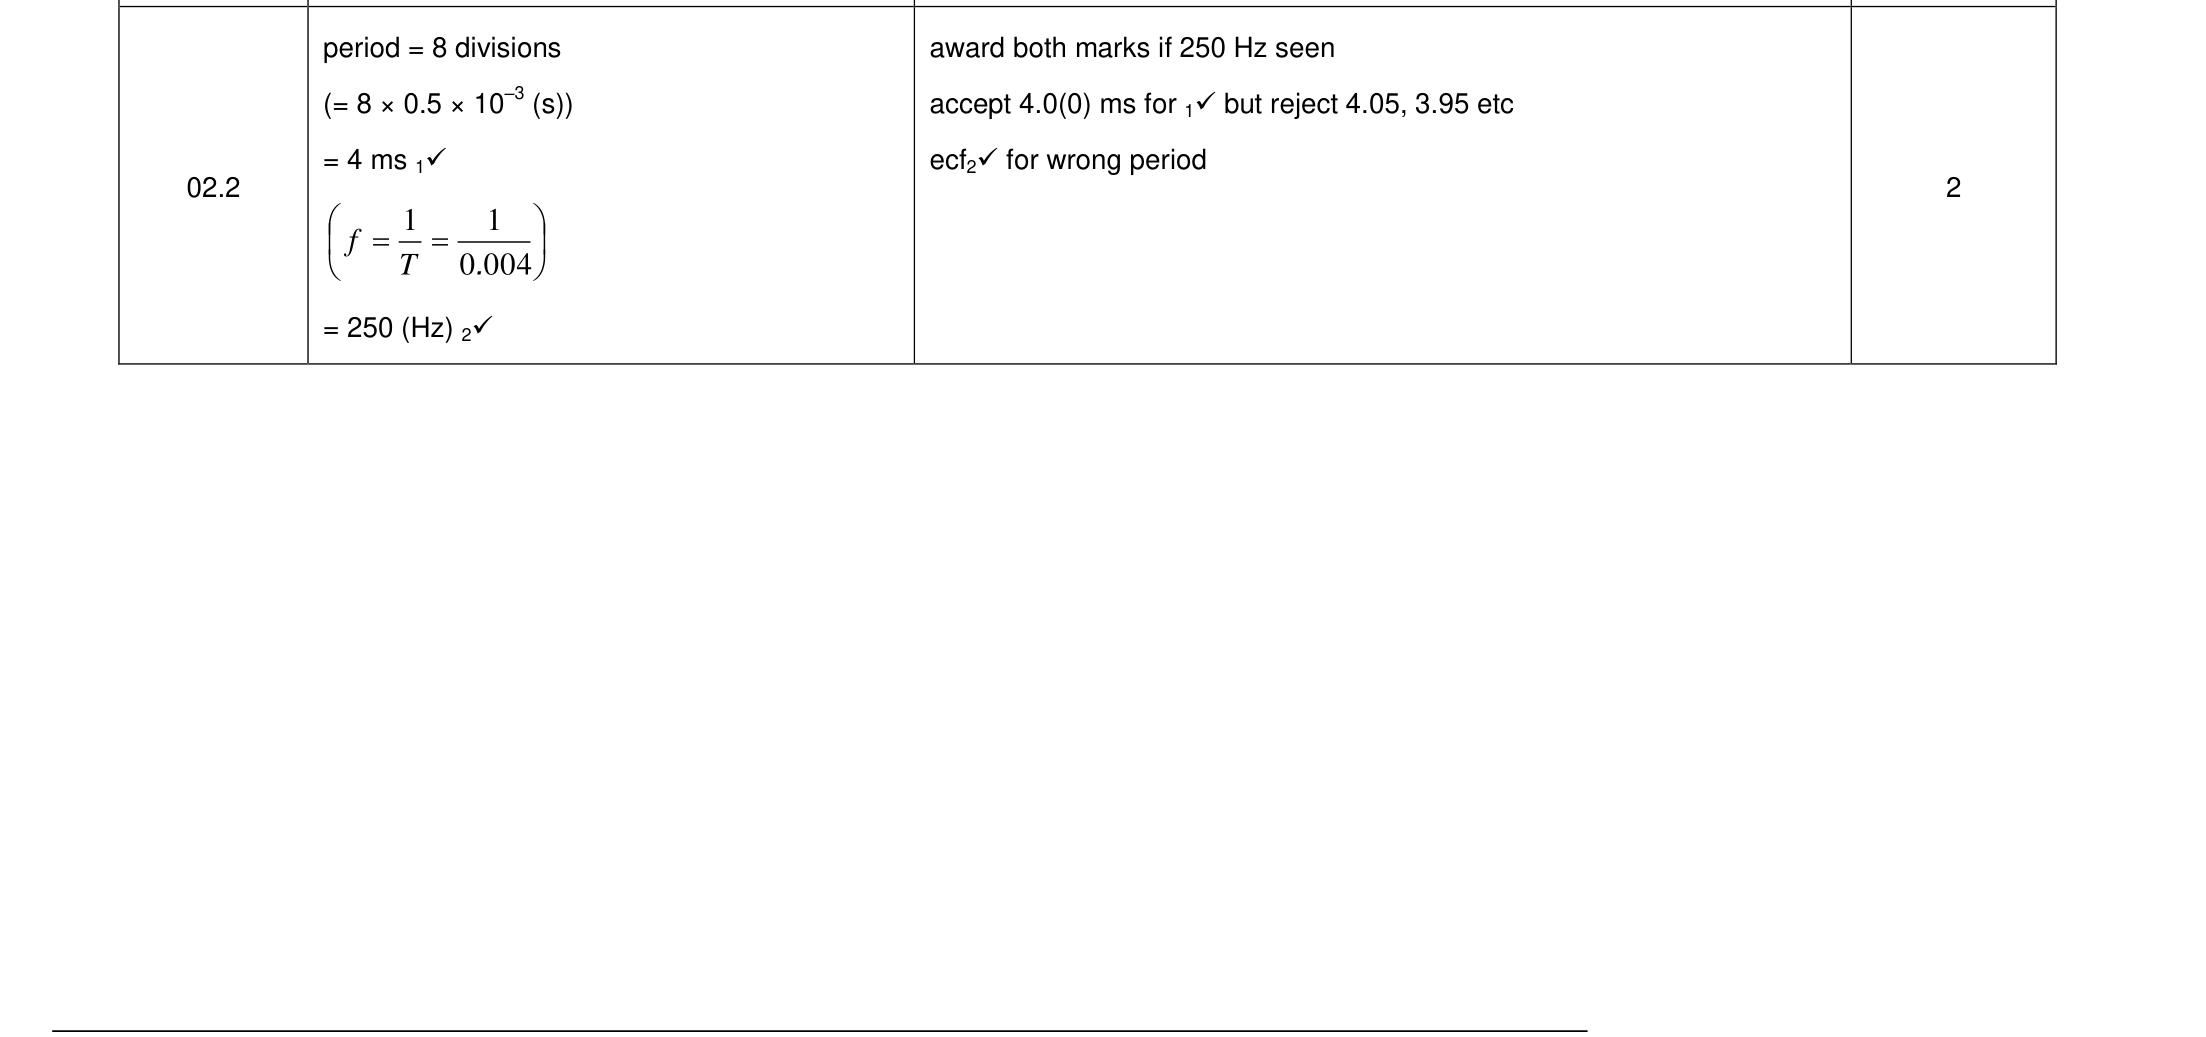 02.2
period = 8 divisions
(= 8 × 0.5 × 10⁻³ (s))
= 4 ms ₁✓
(f = 1/T = 1/0.004)
= 250 (Hz) ₂✓
award both marks if 250 Hz seen
accept 4.0(0) ms for ₁✓ but reject 4.05, 3.95 etc
ecf₂✓ for wrong period
2